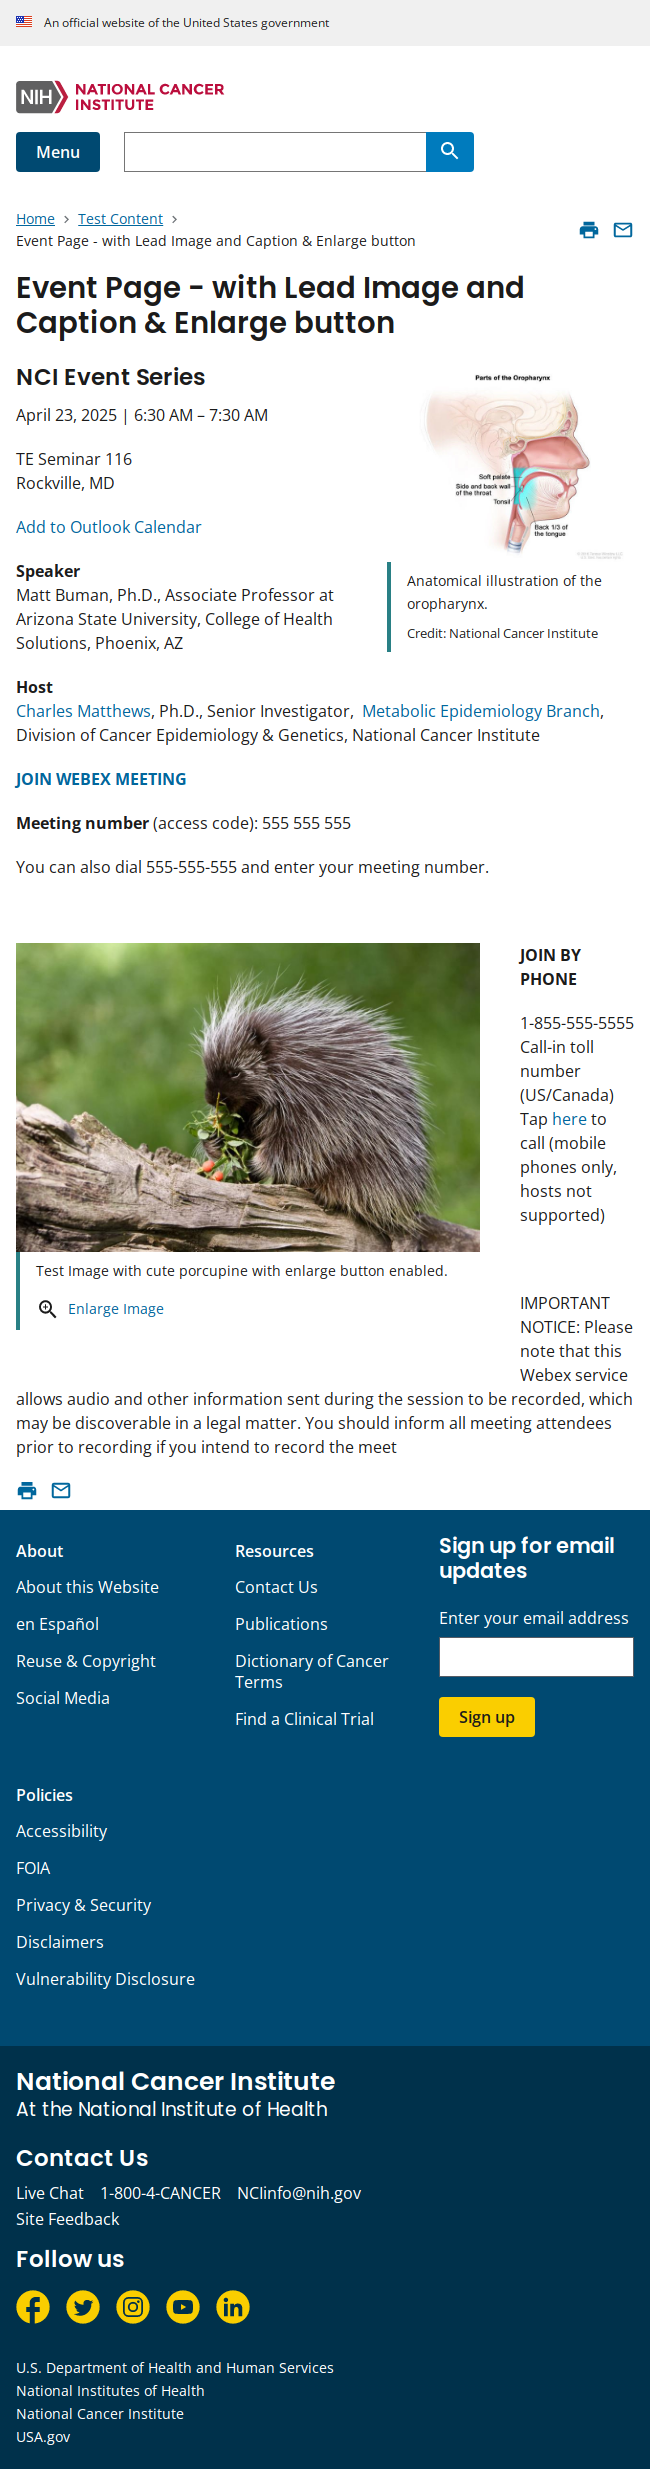 An official website of the United States government
NIH NATIONAL CANCER
INSTITUTE
Menu
Home > Test Content >
Event Page - with Lead Image and Caption & Enlarge button
Event Page - with Lead Image and
Caption & Enlarge button
NCI Event Series
April 23, 2025 | 6:30 AM – 7:30 AM
TE Seminar 116
Rockville, MD
Add to Outlook Calendar
Parts of the Oropharynx
Soft palate
Side and back wall
of the throat
Tonsil
Back 1/3 of
the tongue
Anatomical illustration of the
oropharynx.
Credit: National Cancer Institute
Speaker
Matt Buman, Ph.D., Associate Professor at
Arizona State University, College of Health
Solutions, Phoenix, AZ
Host
Charles Matthews, Ph.D., Senior Investigator,  Metabolic Epidemiology Branch,
Division of Cancer Epidemiology & Genetics, National Cancer Institute
JOIN WEBEX MEETING
Meeting number (access code): 555 555 555
You can also dial 555-555-555 and enter your meeting number.
Test Image with cute porcupine with enlarge button enabled.
Enlarge Image
JOIN BY
PHONE
1-855-555-5555
Call-in toll
number
(US/Canada)
Tap here to
call (mobile
phones only,
hosts not
supported)
IMPORTANT
NOTICE: Please
note that this
Webex service
allows audio and other information sent during the session to be recorded, which
may be discoverable in a legal matter. You should inform all meeting attendees
prior to recording if you intend to record the meet
About
About this Website
en Español
Reuse & Copyright
Social Media
Resources
Contact Us
Publications
Dictionary of Cancer
Terms
Find a Clinical Trial
Sign up for email
updates
Enter your email address
Sign up
Policies
Accessibility
FOIA
Privacy & Security
Disclaimers
Vulnerability Disclosure
National Cancer Institute
At the National Institute of Health
Contact Us
Live Chat 1-800-4-CANCER NCIinfo@nih.gov
Site Feedback
Follow us
U.S. Department of Health and Human Services
National Institutes of Health
National Cancer Institute
USA.gov